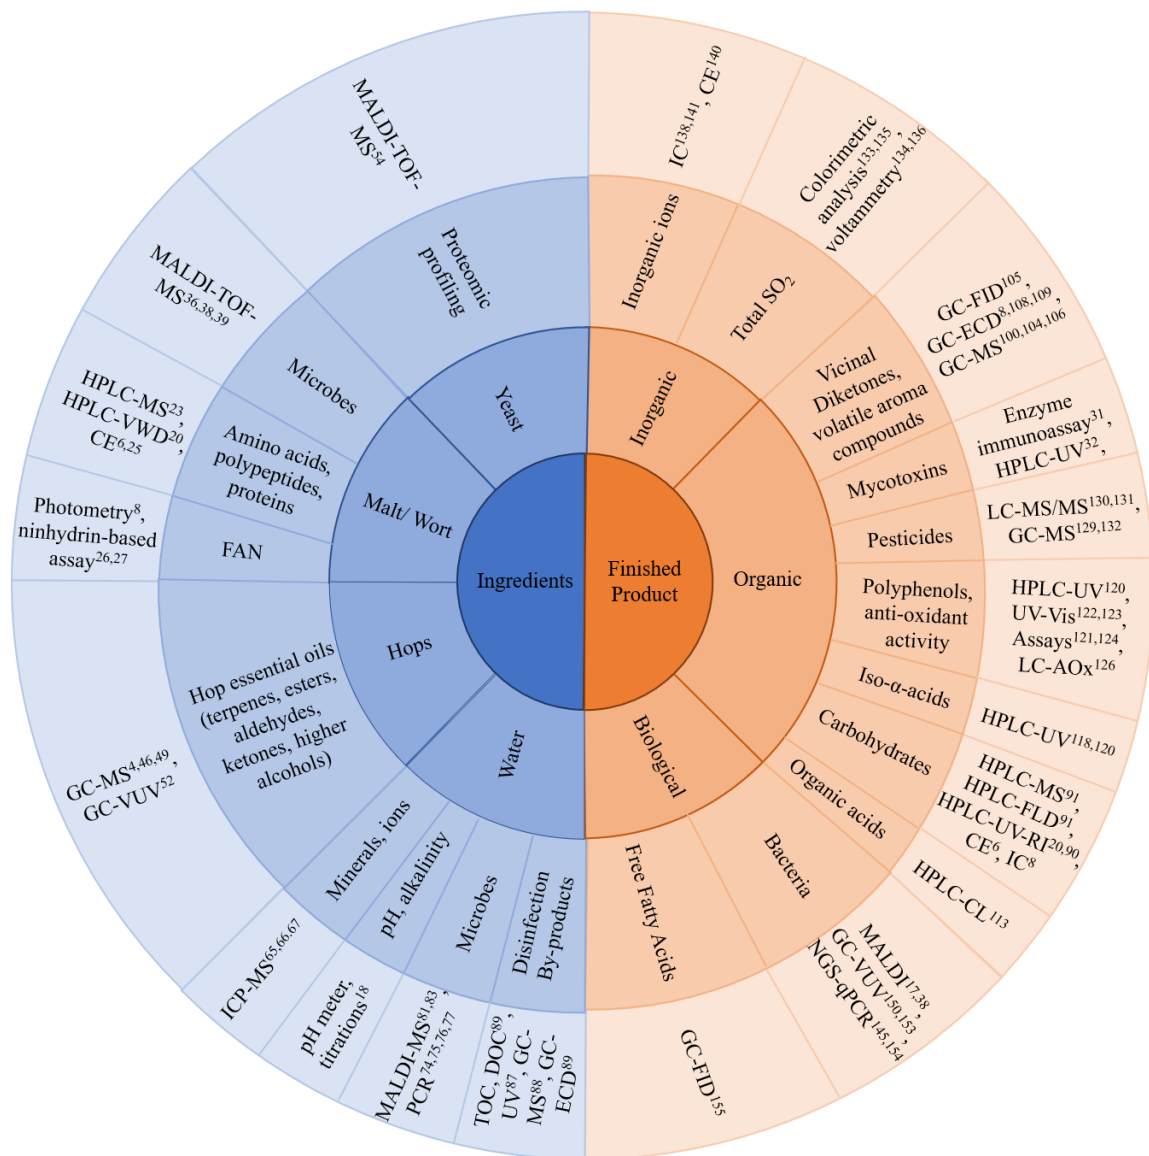 Ingredients
Yeast
Proteomic
profiling
MALDI-TOF-
MS⁵⁴
Malt/ Wort
Microbes
MALDI-TOF-
MS³⁶,³⁸,³⁹
Amino acids,
polypeptides,
proteins
HPLC-MS²³,
HPLC-VWD²⁰,
CE⁶,²⁵
FAN
Photometry⁸,
ninhydrin-based
assay²⁶,²⁷
Hops
Hop essential oils
(terpenes, esters,
aldehydes,
ketones, higher
alcohols)
GC-MS⁴,⁴⁶,⁴⁹,
GC-VUV⁵²
Water
Minerals, ions
ICP-MS⁶⁵,⁶⁶,⁶⁷
pH, alkalinity
pH meter,
titrations¹⁸
Microbes
MALDI-MS⁸¹,⁸³,
PCR⁷⁴,⁷⁵,⁷⁶,⁷⁷
Disinfection
By-products
TOC, DOC⁸⁹,
UV⁸⁷, GC-
MS⁸⁸, GC-
ECD⁸⁹
Finished
Product
Inorganic
Inorganic ions
IC¹³⁸,¹⁴¹, CE¹⁴⁰
Total SO₂
Colorimetric
analysis¹³³,¹³⁵,
voltammetry¹³⁴,¹³⁶
Organic
Vicinal
Diketones,
volatile aroma
compounds
GC-FID¹⁰⁵,
GC-ECD⁸,¹⁰⁸,¹⁰⁹,
GC-MS¹⁰⁰,¹⁰⁴,¹⁰⁶
Mycotoxins
Enzyme
immunoassay³¹,
HPLC-UV³²,
Pesticides
LC-MS/MS¹³⁰,¹³¹,
GC-MS¹²⁹,¹³²
Polyphenols,
anti-oxidant
activity
HPLC-UV¹²⁰,
UV-Vis¹²²,¹²³,
Assays¹²¹,¹²⁴,
LC-AOx¹²⁶
Iso-α-acids
HPLC-UV¹¹⁸,¹²⁰
Carbohydrates
HPLC-MS⁹¹,
HPLC-FLD⁹¹,
HPLC-UV-RI²⁰,⁹⁰,
CE⁶, IC⁸
Organic acids
HPLC-CL¹¹³
Biological
Bacteria
MALDI¹⁷,³⁸,
GC-VUV¹⁵⁰,¹⁵³,
NGS-qPCR¹⁴⁵,¹⁵⁴
Free Fatty Acids
GC-FID¹⁵⁵